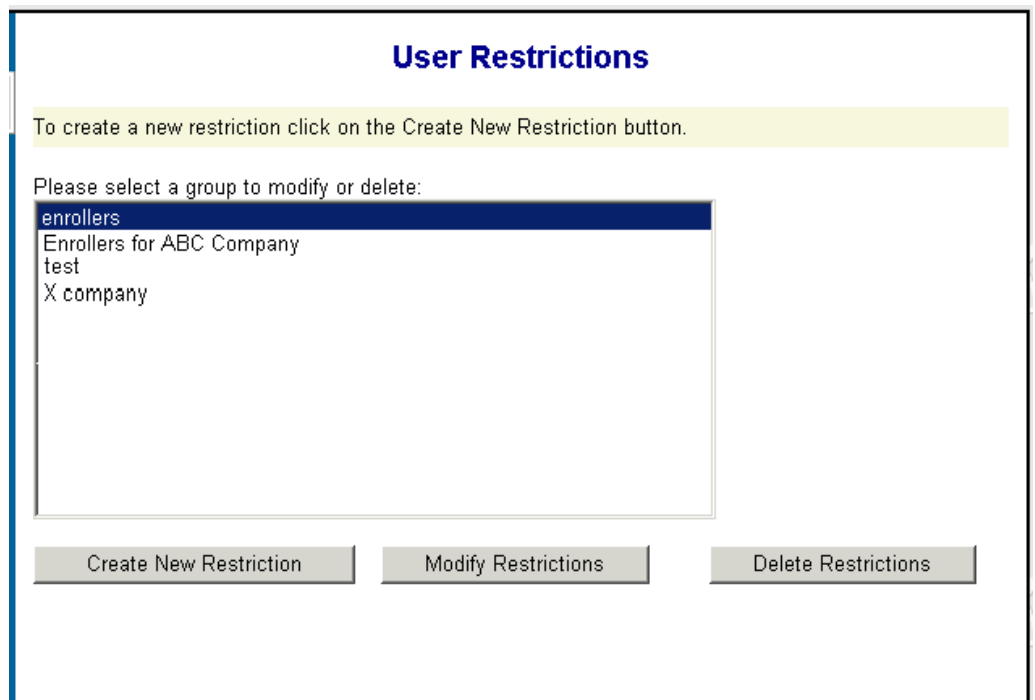 User Restrictions
To create a new restriction click on the Create New Restriction button.
Please select a group to modify or delete:
enrollers
Enrollers for ABC Company
test
X company
Create New Restriction Modify Restrictions Delete Restrictions